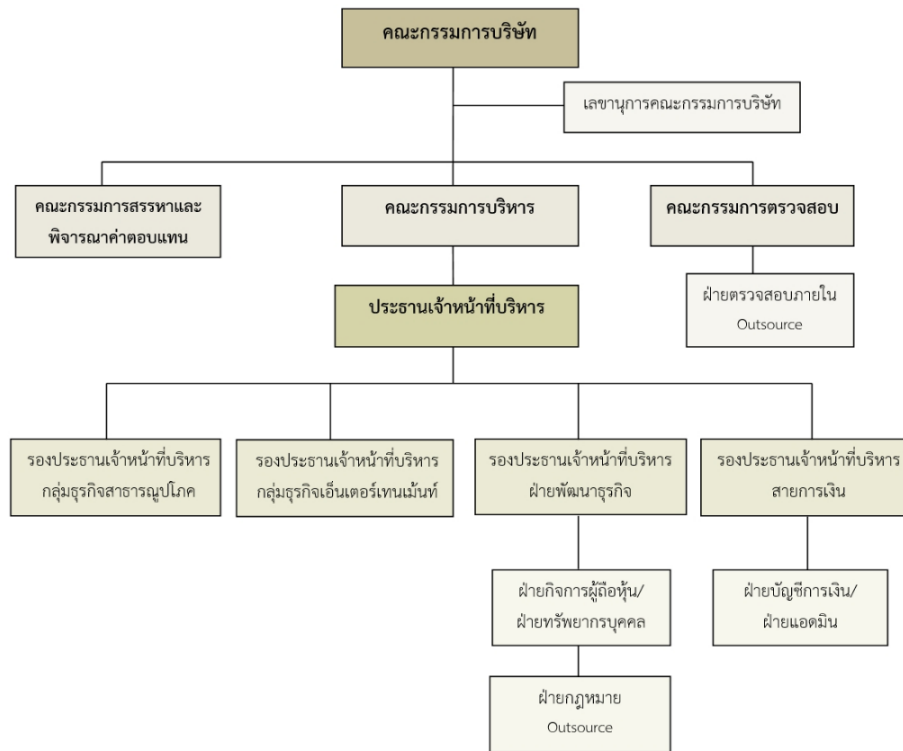 คณะกรรมการบริษัท
เลขานุการคณะกรรมการบริษัท
คณะกรรมการสรรหาและ
พิจารณาค่าตอบแทน
คณะกรรมการบริหาร
คณะกรรมการตรวจสอบ
ฝ่ายตรวจสอบภายใน
Outsource
ประธานเจ้าหน้าที่บริหาร
รองประธานเจ้าหน้าที่บริหาร
กลุ่มธุรกิจสาธารณูปโภค
รองประธานเจ้าหน้าที่บริหาร
กลุ่มธุรกิจเอ็นเตอร์เทนเม้นท์
รองประธานเจ้าหน้าที่บริหาร
ฝ่ายพัฒนาธุรกิจ
รองประธานเจ้าหน้าที่บริหาร
สายการเงิน
ฝ่ายกิจการผู้ถือหุ้น/
ฝ่ายทรัพยากรบุคคล
ฝ่ายบัญชีการเงิน/
ฝ่ายแอดมิน
ฝ่ายกฎหมาย
Outsource